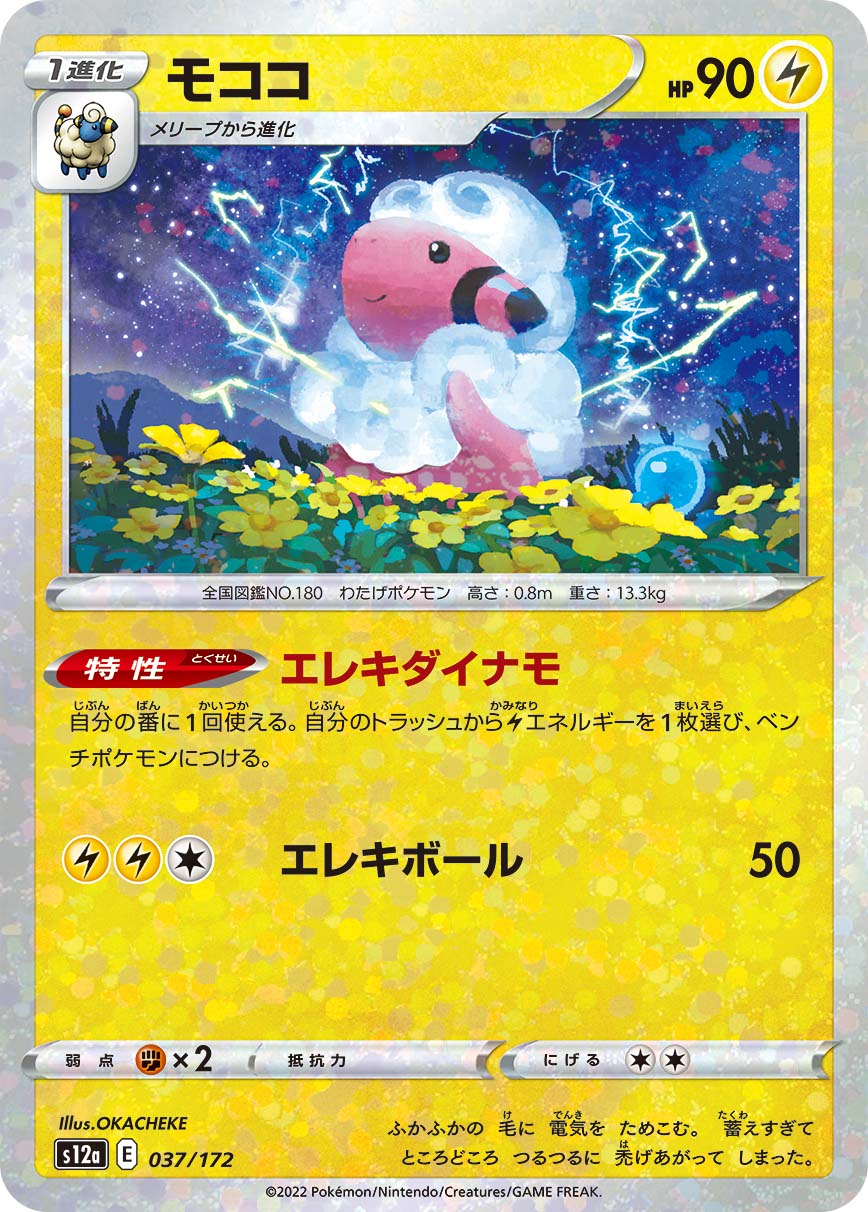 1進化
モココ
HP 90
メリープから進化
全国図鑑NO.180 わたげポケモン 高さ:0.8m 重さ:13.3kg
特性 とくせい エレキダイナモ
じぶん ばん かいつか じぶん かみなり まいえら
自分の番に1回使える。自分のトラッシュからエネルギーを1枚選び、ベン
チポケモンにつける。
エレキボール 50
弱点 ×2 抵抗力 にげる
Illus.OKACHEKE
s12a E 037/172
け でんき たくわ
ふかふかの 毛に 電気を ためこむ。 蓄えすぎて
は
ところどころ つるつるに 禿げあがって しまった。
©2022 Pokémon/Nintendo/Creatures/GAME FREAK.